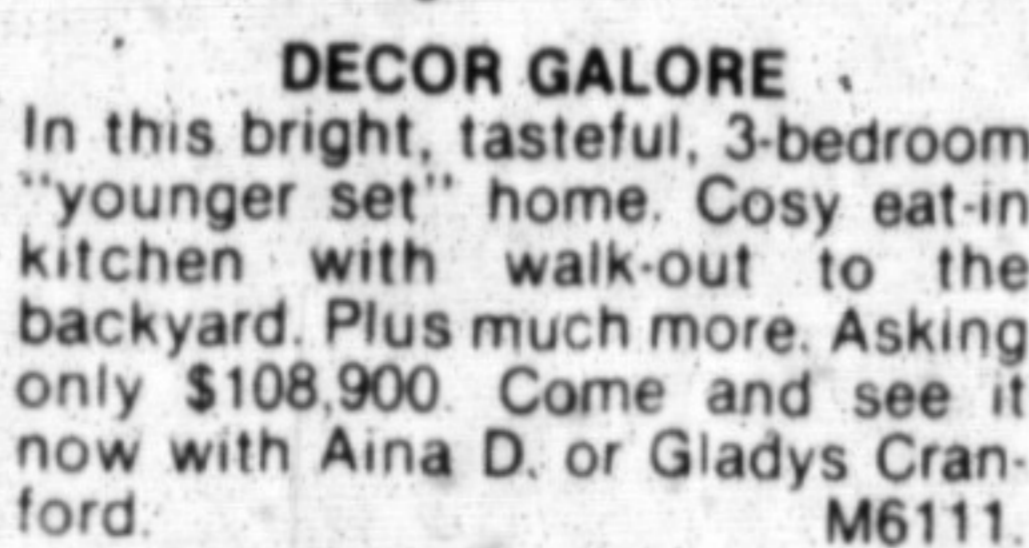 DECOR GALORE
In this bright, tasteful, 3-bedroom
"younger set" home. Cosy eat-in
kitchen with walk-out to the
backyard. Plus much more. Asking
only $108,900. Come and see it
now with Aina D. or Gladys Cran-
ford. M6111.